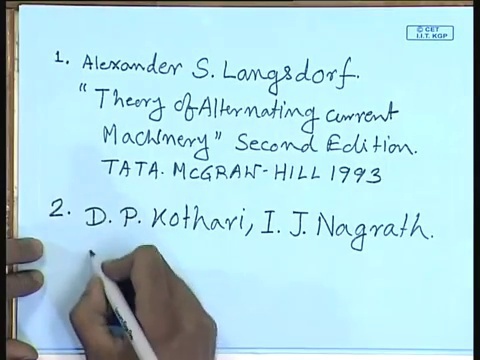 © CET
I.I.T. KGP
1. Alexander S. Langsdorf.
"Theory of Alternating current
Machinery" Second Edition.
TATA. McGRAW-HILL 1993
2. D. P. Kothari, I. J. Nagrath.